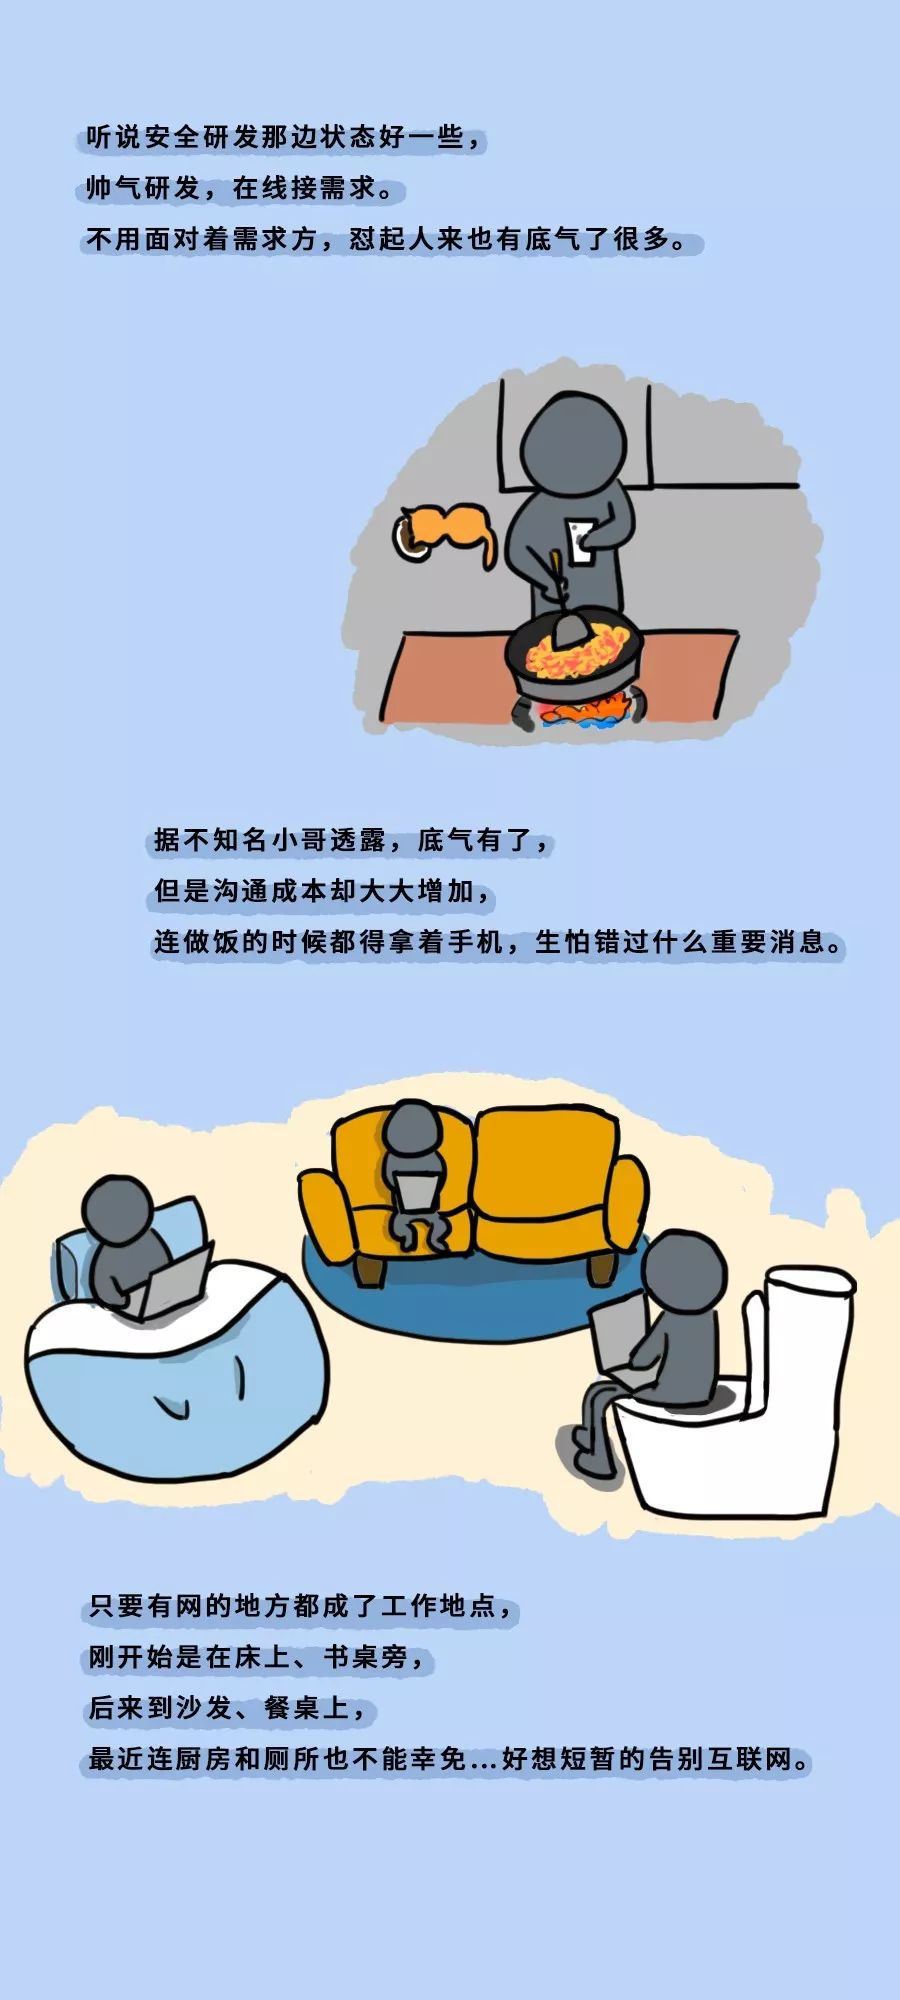 听说安全研发那边状态好一些，
帅气研发，在线接需求。
不用面对着需求方，怼起人来也有底气了很多。
据不知名小哥透露，底气有了，
但是沟通成本却大大增加，
连做饭的时候都得拿着手机，生怕错过什么重要消息。
只要有网的地方都成了工作地点，
刚开始是在床上、书桌旁，
后来到沙发、餐桌上，
最近连厨房和厕所也不能幸免...好想短暂的告别互联网。